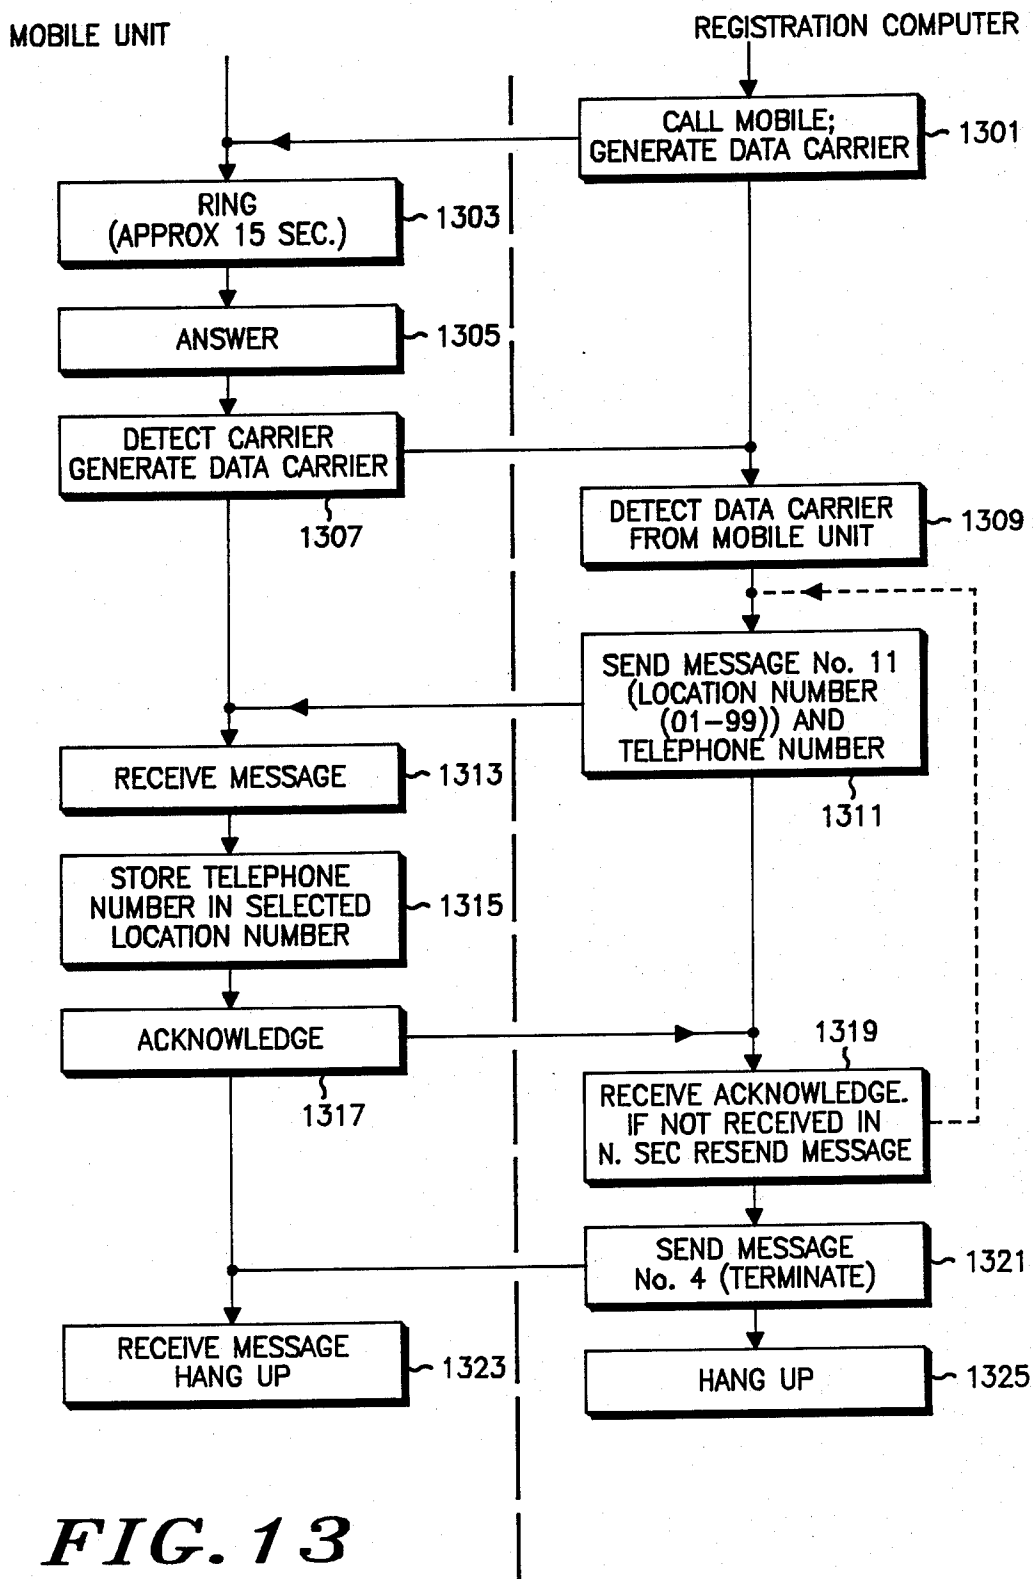 MOBILE UNIT
REGISTRATION COMPUTER
CALL MOBILE;
GENERATE DATA CARRIER
1301
RING
(APPROX 15 SEC.)
1303
ANSWER
1305
DETECT CARRIER
GENERATE DATA CARRIER
1307
DETECT DATA CARRIER
FROM MOBILE UNIT
1309
SEND MESSAGE No. 11
(LOCATION NUMBER
(01-99)) AND
TELEPHONE NUMBER
1311
RECEIVE MESSAGE
1313
STORE TELEPHONE
NUMBER IN SELECTED
LOCATION NUMBER
1315
ACKNOWLEDGE
1317
1319
RECEIVE ACKNOWLEDGE.
IF NOT RECEIVED IN
N. SEC RESEND MESSAGE
SEND MESSAGE
No. 4 (TERMINATE)
1321
RECEIVE MESSAGE
HANG UP
1323
HANG UP
1325
FIG. 13